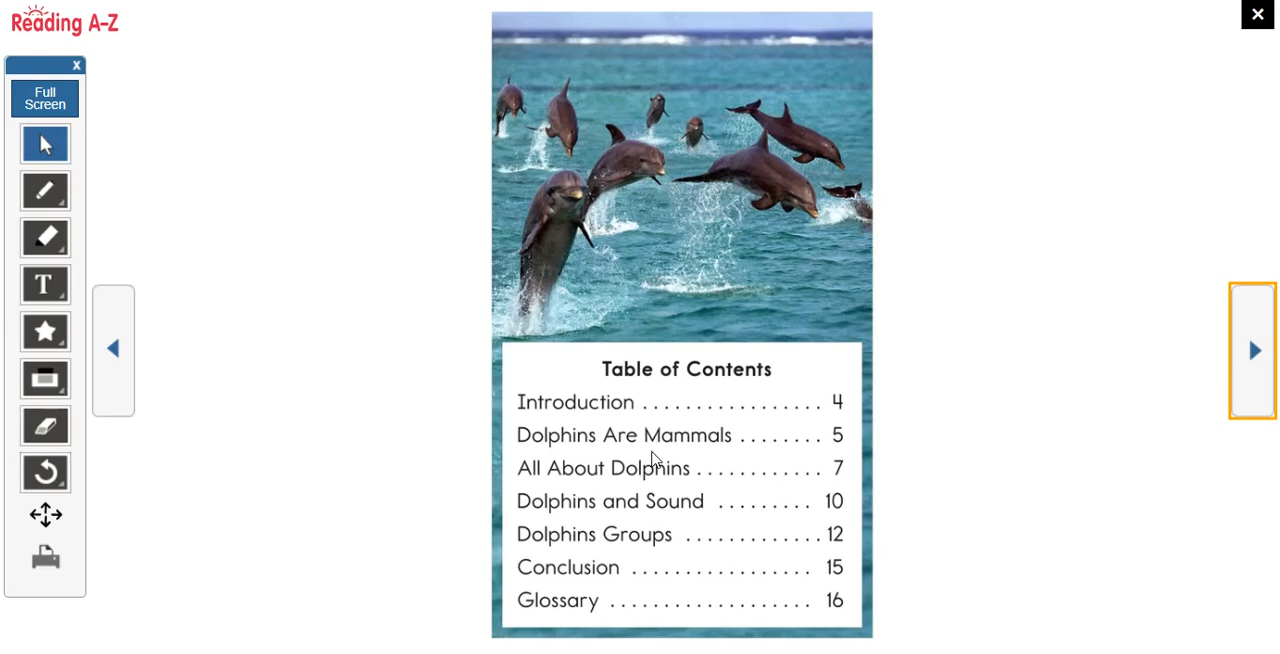 Reading A-Z
x
Full
Screen
T
Table of Contents
Introduction . . . . . . . . . . . . . . . . . 4
Dolphins Are Mammals . . . . . . . . 5
All About Dolphins . . . . . . . . . . . . 7
Dolphins and Sound . . . . . . . . . 10
Dolphins Groups . . . . . . . . . . . . . 12
Conclusion . . . . . . . . . . . . . . . . . 15
Glossary . . . . . . . . . . . . . . . . . . . 16